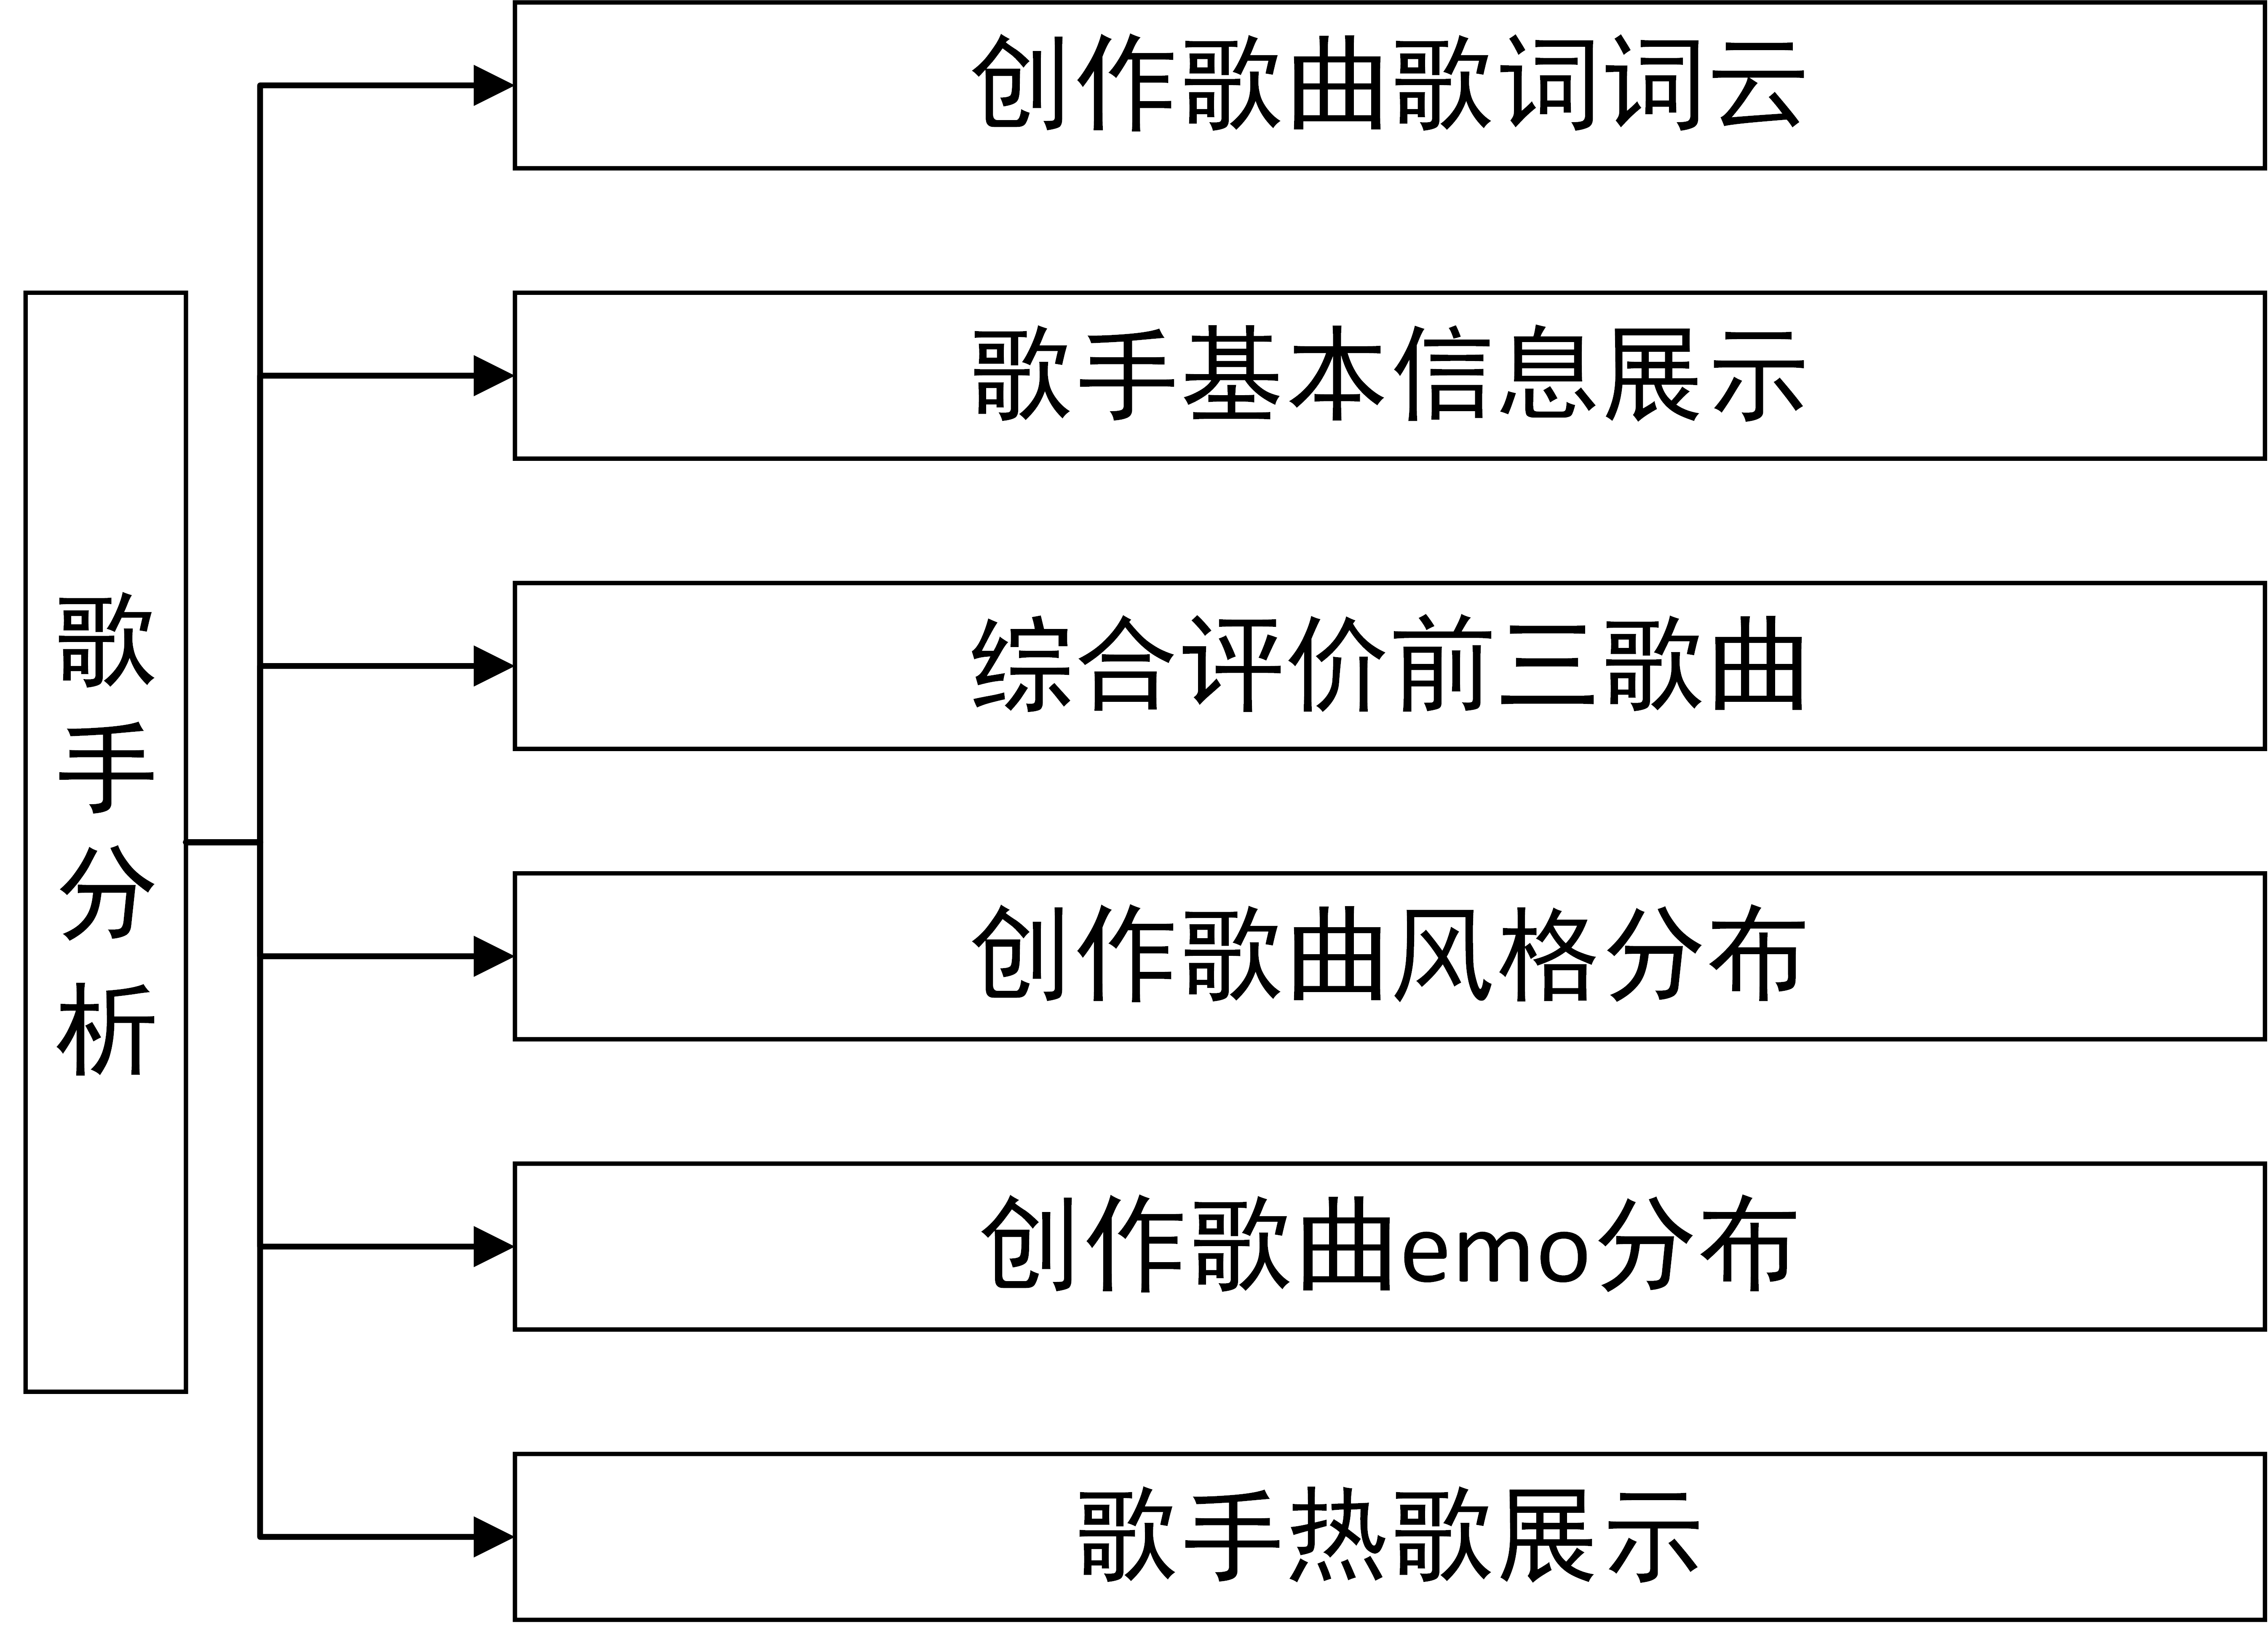 歌手分析
创作歌曲歌词词云
歌手基本信息展示
综合评价前三歌曲
创作歌曲风格分布
创作歌曲emo分布
歌手热歌展示